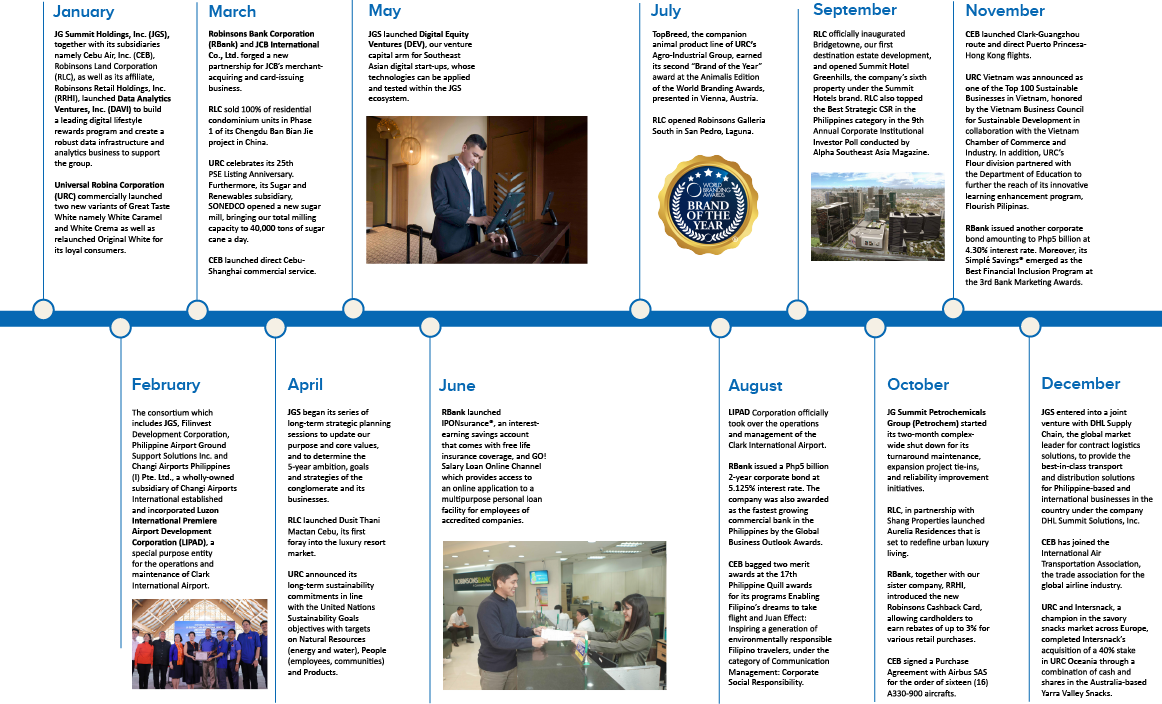 January
JG Summit Holdings, Inc. (JGS),
together with its subsidiaries
namely Cebu Air, Inc. (CEB),
Robinsons Land Corporation
(RLC), as well as its affiliate,
Robinsons Retail Holdings, Inc.
(RRHI), launched Data Analytics
Ventures, Inc. (DAVI) to build
a leading digital lifestyle
rewards program and create a
robust data infrastructure and
analytics business to support
the group.
Universal Robina Corporation
(URC) commercially launched
two new variants of Great Taste
White namely White Caramel
and White Crema as well as
relaunched Original White for
its loyal consumers.
March
Robinsons Bank Corporation
(RBank) and JCB International
Co., Ltd. forged a new
partnership for JCB's merchant-
acquiring and card-issuing
business.
RLC sold 100% of residential
condominium units in Phase
1 of its Chengdu Ban Bian Jie
project in China.
URC celebrates its 25th
PSE Listing Anniversary.
Furthermore, its Sugar and
Renewables subsidiary,
SONEDCO opened a new sugar
mill, bringing our total milling
capacity to 40,000 tons of sugar
cane a day.
CEB launched direct Cebu-
Shanghai commercial service.
May
JGS launched Digital Equity
Ventures (DEV), our venture
capital arm for Southeast
Asian digital start-ups, whose
technologies can be applied
and tested within the JGS
ecosystem.
July
TopBreed, the companion
animal product line of URC's
Agro-Industrial Group, earned
its second "Brand of the Year"
award at the Animalis Edition
of the World Branding Awards,
presented in Vienna, Austria.
RLC opened Robinsons Galleria
South in San Pedro, Laguna.
WORLD
BRANDING
AWARDS
BRAND
OF THE
YEAR
September
RLC officially inaugurated
Bridgetowne, our first
destination estate development,
and opened Summit Hotel
Greenhills, the company's sixth
property under the Summit
Hotels brand. RLC also topped
the Best Strategic CSR in the
Philippines category in the 9th
Annual Corporate Institutional
Investor Poll conducted by
Alpha Southeast Asia Magazine.
November
CEB launched Clark-Guangzhou
route and direct Puerto Princesa-
Hong Kong flights.
URC Vietnam was announced as
one of the Top 100 Sustainable
Businesses in Vietnam, honored
by the Vietnam Business Council
for Sustainable Development in
collaboration with the Vietnam
Chamber of Commerce and
Industry. In addition, URC's
Flour division partnered with
the Department of Education to
further the reach of its innovative
learning enhancement program,
Flourish Pilipinas.
RBank issued another corporate
bond amounting to Php5 billion at
4.30% interest rate. Moreover, its
Simplé Savings* emerged as the
Best Financial Inclusion Program at
the 3rd Bank Marketing Awards.
February
The consortium which
includes JGS, Filinvest
Development Corporation,
Philippine Airport Ground
Support Solutions Inc. and
Changi Airports Philippines
(I) Pte. Ltd., a wholly-owned
subsidiary of Changi Airports
International established
and incorporated Luzon
International Premiere
Airport Development
Corporation (LIPAD), a
special purpose entity
for the operations and
maintenance of Clark
International Airport.
April
JGS began its series of
long-term strategic planning
sessions to update our
purpose and core values,
and to determine the
5-year ambition, goals
and strategies of the
conglomerate and its
businesses.
RLC launched Dusit Thani
Mactan Cebu, its first
foray into the luxury resort
market.
URC announced its
long-term sustainability
commitments in line
with the United Nations
Sustainability Goals
objectives with targets
on Natural Resources
(energy and water), People
(employees, communities)
and Products.
June
RBank launched
IPONsurance*, an interest-
earning savings account
that comes with free life
insurance coverage, and GO!
Salary Loan Online Channel
which provides access to
an online application to a
multipurpose personal loan
facility for employees of
accredited companies.
ROBINSONSBANK
August
LIPAD Corporation officially
took over the operations
and management of the
Clark International Airport.
RBank issued a Php5 billion
2-year corporate bond at
5.125% interest rate. The
company was also awarded
as the fastest growing
commercial bank in the
Philippines by the Global
Business Outlook Awards.
CEB bagged two merit
awards at the 17th
Philippine Quill awards
for its programs Enabling
Filipino's dreams to take
flight and Juan Effect:
Inspiring a generation of
environmentally responsible
Filipino travelers, under the
category of Communication
Management: Corporate
Social Responsibility.
October
JG Summit Petrochemicals
Group (Petrochem) started
its two-month complex-
wide shut down for its
turnaround maintenance,
expansion project tie-ins,
and reliability improvement
initiatives.
RLC, in partnership with
Shang Properties launched
Aurelia Residences that is
set to redefine urban luxury
living.
RBank, together with our
sister company, RRHI,
introduced the new
Robinsons Cashback Card,
allowing cardholders to
earn rebates of up to 3% for
various retail purchases.
CEB signed a Purchase
Agreement with Airbus SAS
for the order of sixteen (16)
A330-900 aircrafts.
December
JGS entered into a joint
venture with DHL Supply
Chain, the global market
leader for contract logistics
solutions, to provide the
best-in-class transport
and distribution solutions
for Philippine-based and
international businesses in the
country under the company
DHL Summit Solutions, Inc.
CEB has joined the
International Air
Transportation Association,
the trade association for the
global airline industry.
URC and Intersnack, a
champion in the savory
snacks market across Europe,
completed Intersnack's
acquisition of a 40% stake
in URC Oceania through a
combination of cash and
shares in the Australia-based
Yarra Valley Snacks.